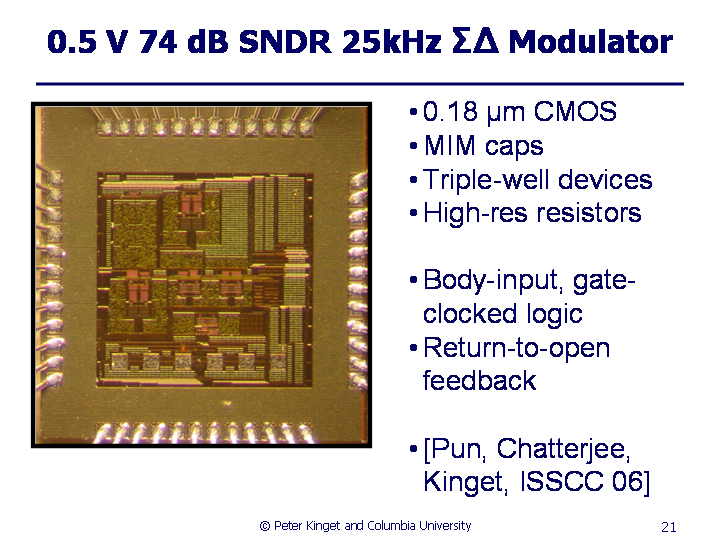 0.5 V 74 dB SNDR 25kHz ΣΔ Modulator
• 0.18 µm CMOS
• MIM caps
• Triple-well devices
• High-res resistors
• Body-input, gate-
clocked logic
• Return-to-open
feedback
• [Pun, Chatterjee,
Kinget, ISSCC 06]
© Peter Kinget and Columbia University
21